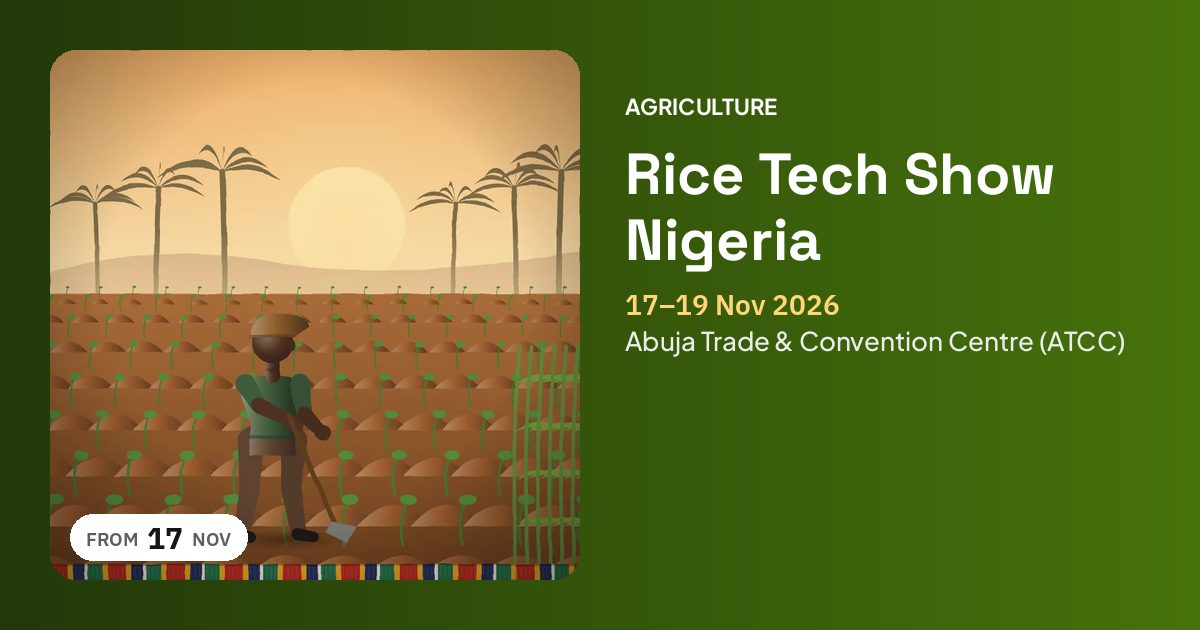 AGRICULTURE
Rice Tech Show
Nigeria
17–19 Nov 2026
Abuja Trade & Convention Centre (ATCC)
FROM 17 NOV